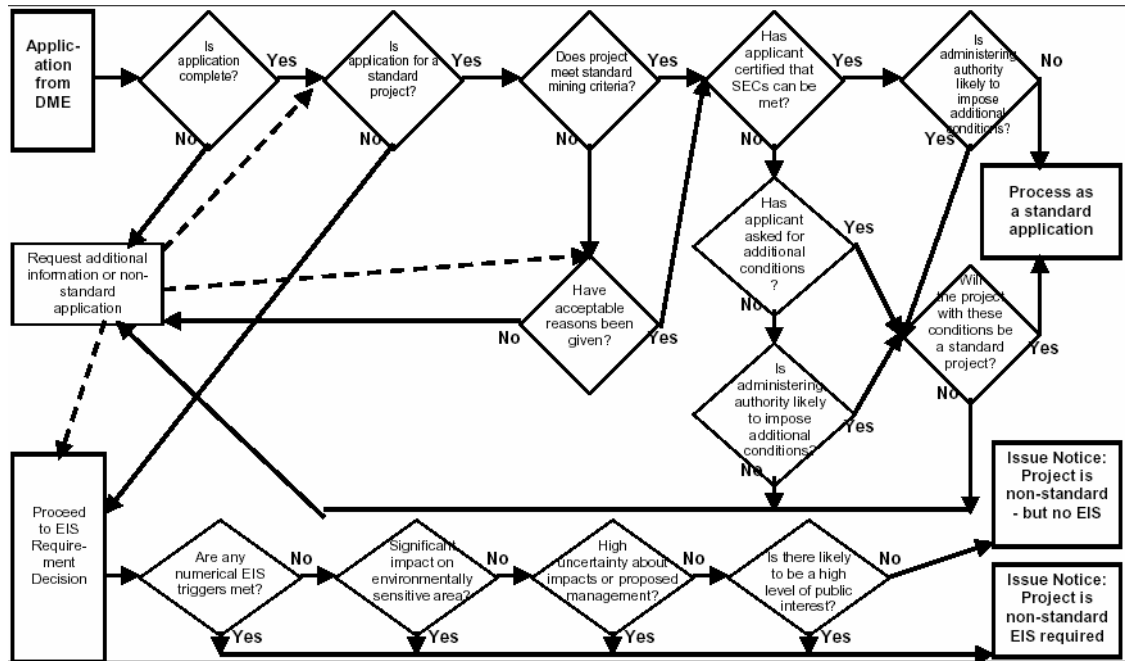 Applic-
ation
from
DME
Is
application
complete?
Yes
No
Is
application for a
standard
project?
Yes
No
Does project
meet standard
mining criteria?
Yes
No
Has
applicant
certified that
SECs can be
met?
Yes
No
Is
administering
authority
likely to
impose
additional
conditions?
No
Yes
Process as
a standard
application
Request additional
information or non-
standard
application
Have
acceptable
reasons been
given?
No
Yes
Has
applicant
asked for
additional
conditions
?
Yes
No
Will
the project
with these
conditions be
a standard
project?
Yes
No
Is
administering
authority likely
to impose
additional
conditions?
Yes
No
Proceed
to EIS
Require-
ment
Decision
Are any
numerical EIS
triggers met?
No
Yes
Significant
impact on
environmentally
sensitive area?
No
Yes
High
uncertainty about
impacts or proposed
management?
No
Yes
Is there likely
to be a high
level of public
interest?
No
Yes
Issue Notice:
Project is
non-standard
- but no EIS
Issue Notice:
Project is
non-standard
EIS required